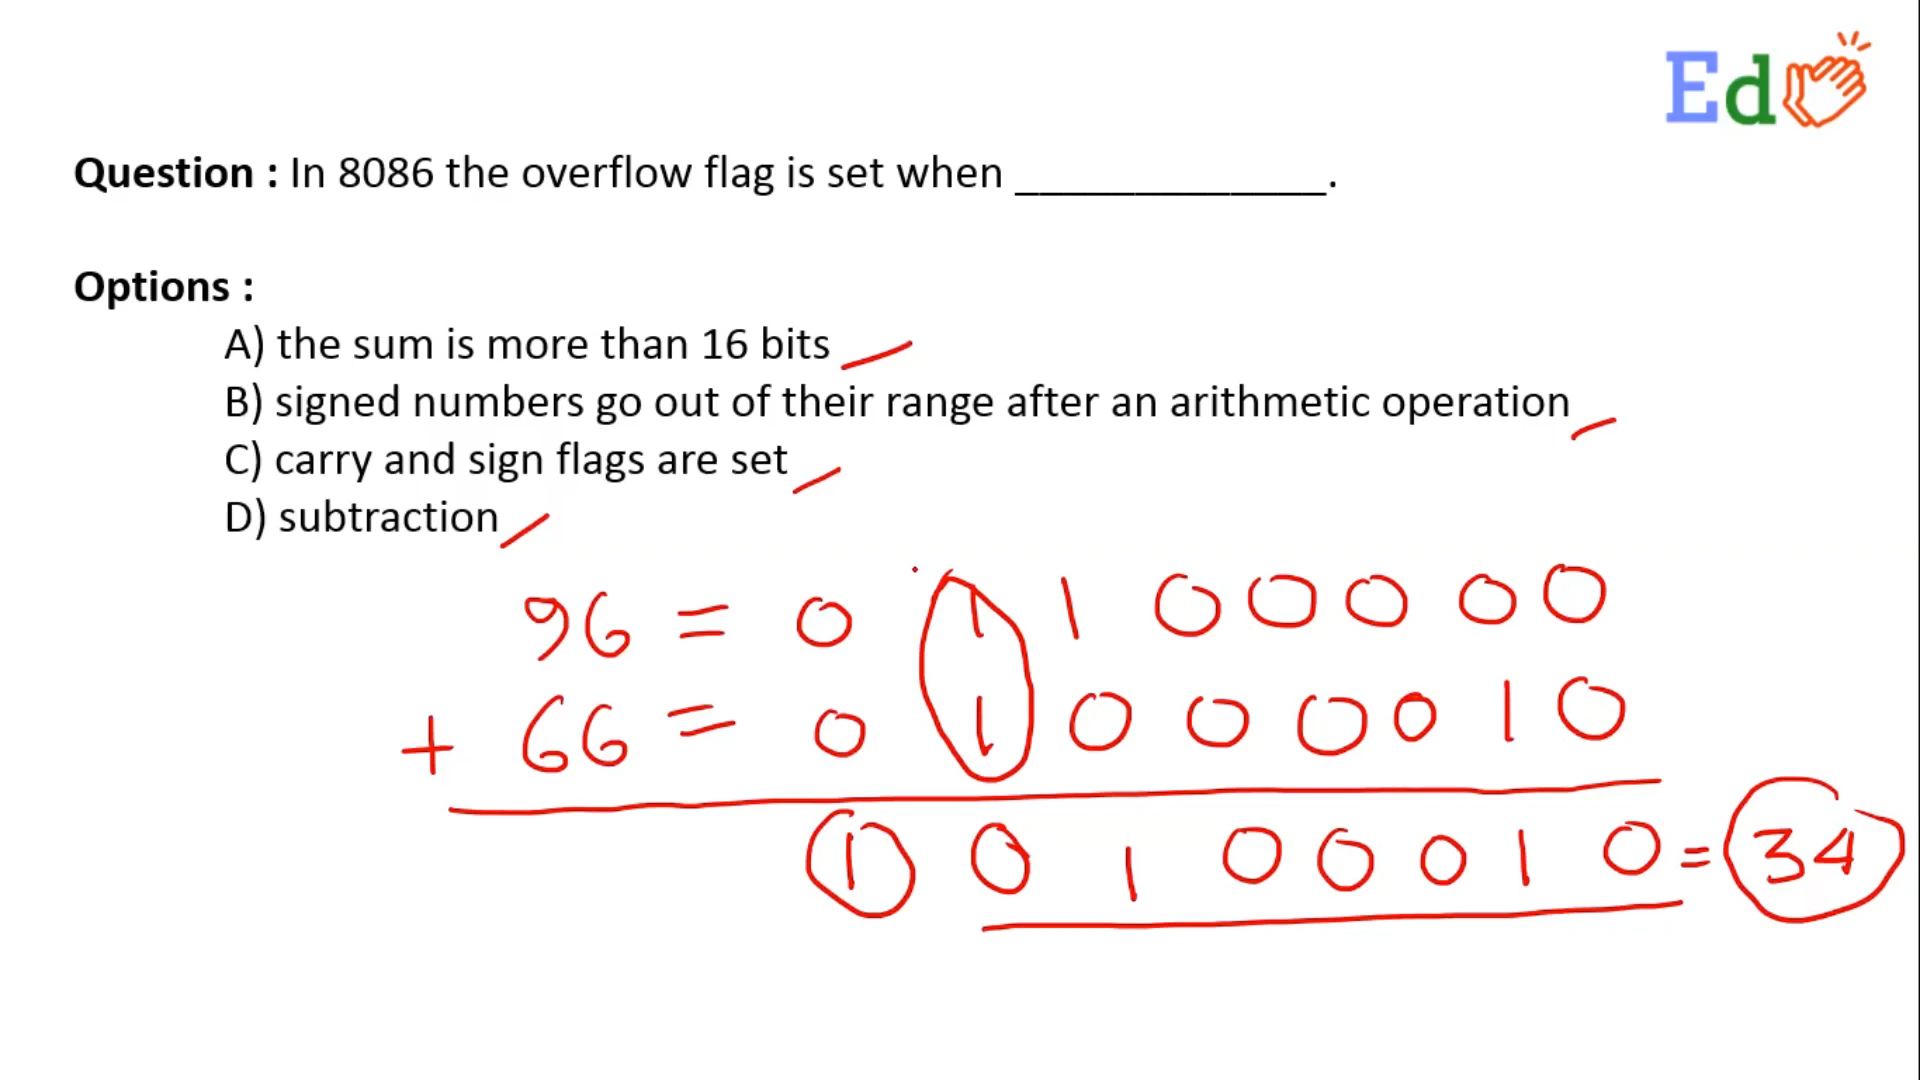 Ed
Question : In 8086 the overflow flag is set when _____________.
Options :
A) the sum is more than 16 bits
B) signed numbers go out of their range after an arithmetic operation
C) carry and sign flags are set
D) subtraction
96 = 0 1 1 0 0 0 0 0
+ 66 = 0 1 0 0 0 0 1 0
1 0 1 0 0 0 1 0 = 34